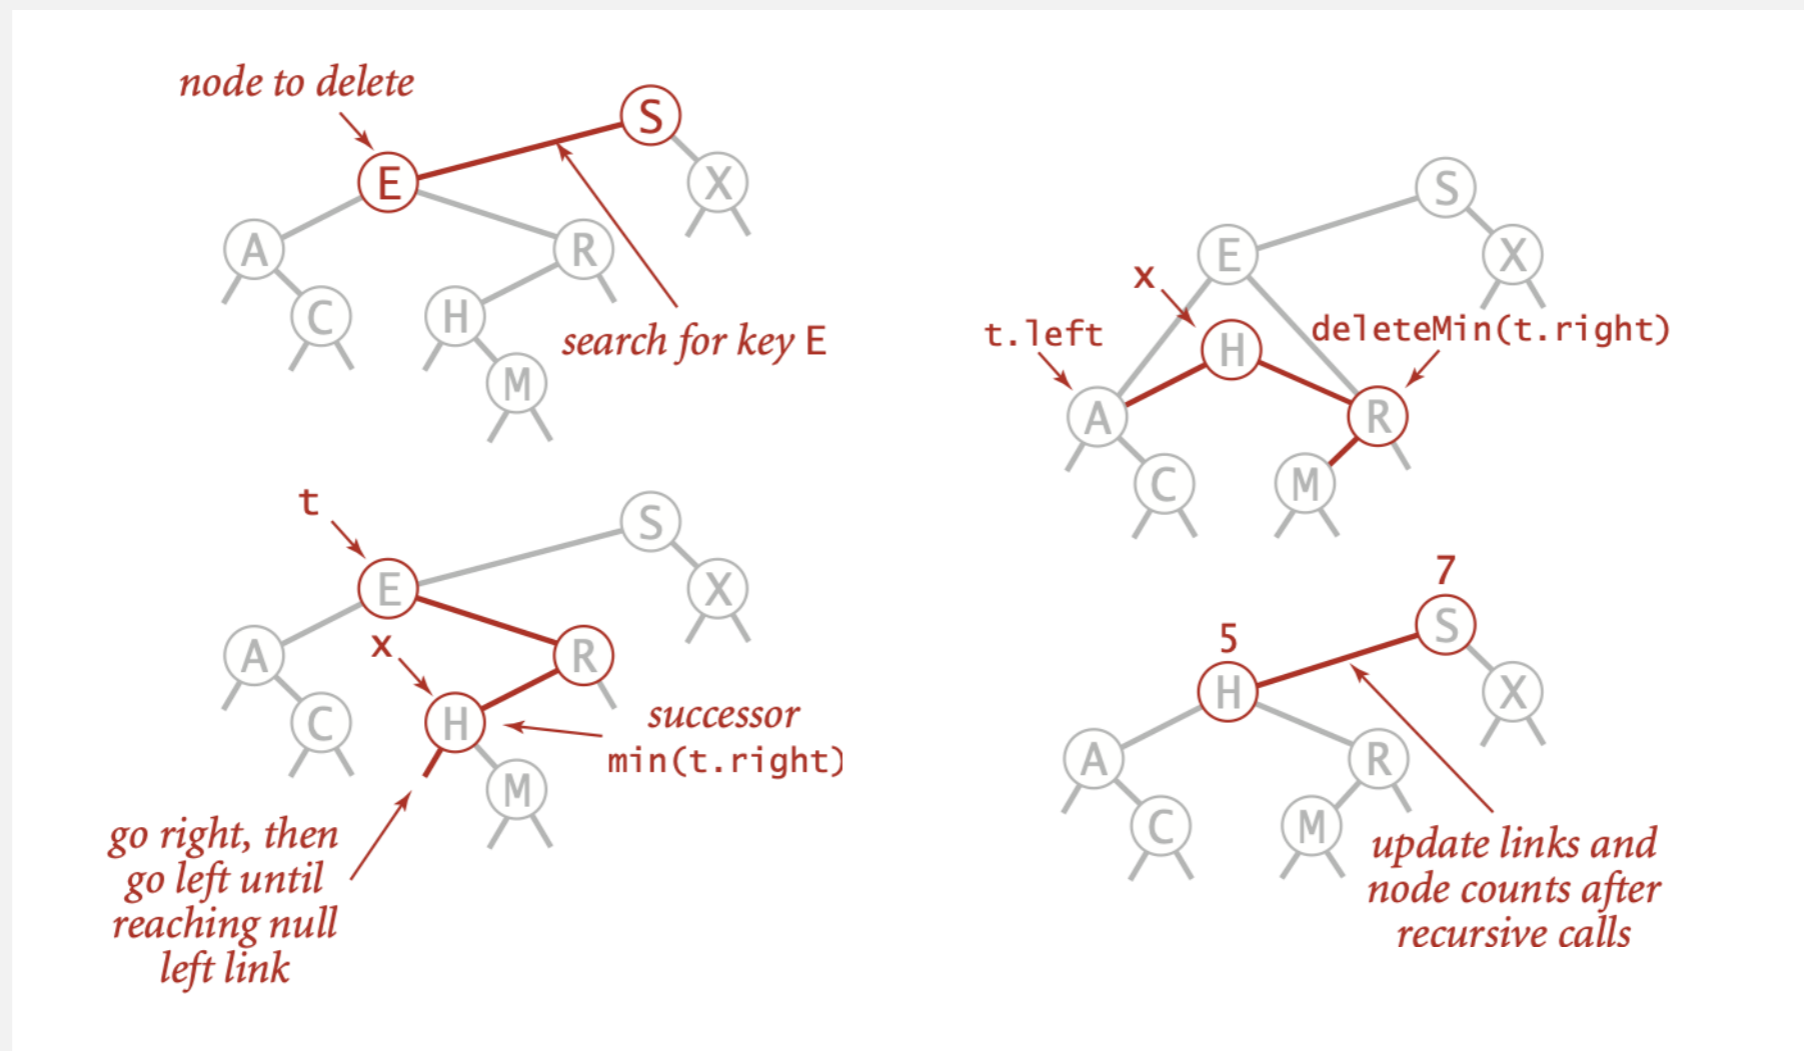 node to delete
S
E
X
A
R
C
H
search for key E
M
t
S
E
X
x
A
R
successor
C
H
min(t.right)
M
go right, then
go left until
reaching null
left link
S
E
X
x
t.left
deleteMin(t.right)
H
A
R
C
M
7
5
S
H
X
A
R
C
M
update links and
node counts after
recursive calls